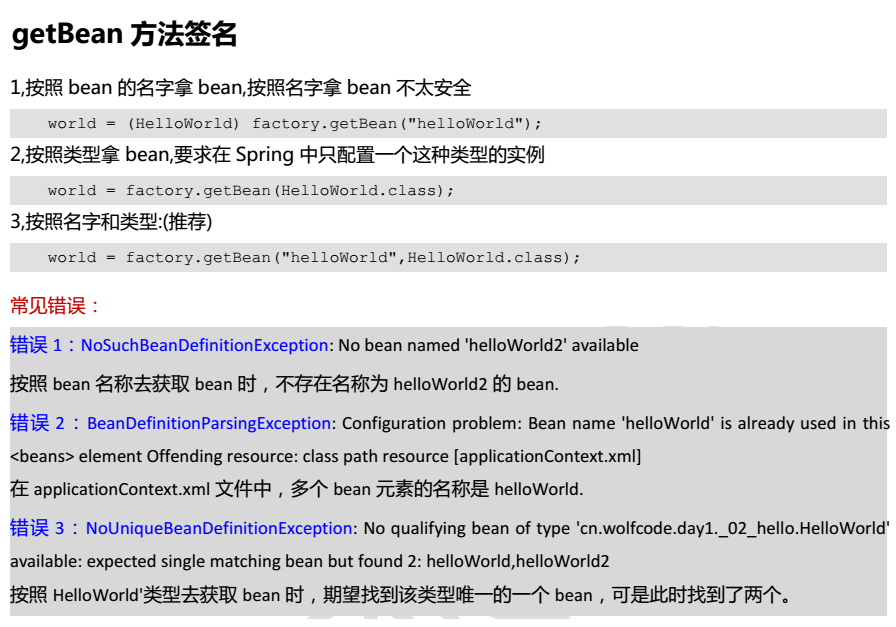 getBean 方法签名
1,按照 bean 的名字拿 bean,按照名字拿 bean 不太安全
world = (HelloWorld) factory.getBean("helloWorld");
2,按照类型拿 bean,要求在 Spring 中只配置一个这种类型的实例
world = factory.getBean(HelloWorld.class);
3,按照名字和类型:(推荐)
world = factory.getBean("helloWorld",HelloWorld.class);
常见错误：
错误 1：NoSuchBeanDefinitionException: No bean named 'helloWorld2' available
按照 bean 名称去获取 bean 时，不存在名称为 helloWorld2 的 bean.
错误 2：BeanDefinitionParsingException: Configuration problem: Bean name 'helloWorld' is already used in this
<beans> element Offending resource: class path resource [applicationContext.xml]
在 applicationContext.xml 文件中，多个 bean 元素的名称是 helloWorld.
错误 3：NoUniqueBeanDefinitionException: No qualifying bean of type 'cn.wolfcode.day1._02_hello.HelloWorld'
available: expected single matching bean but found 2: helloWorld,helloWorld2
按照 HelloWorld'类型去获取 bean 时，期望找到该类型唯一的一个 bean，可是此时找到了两个。